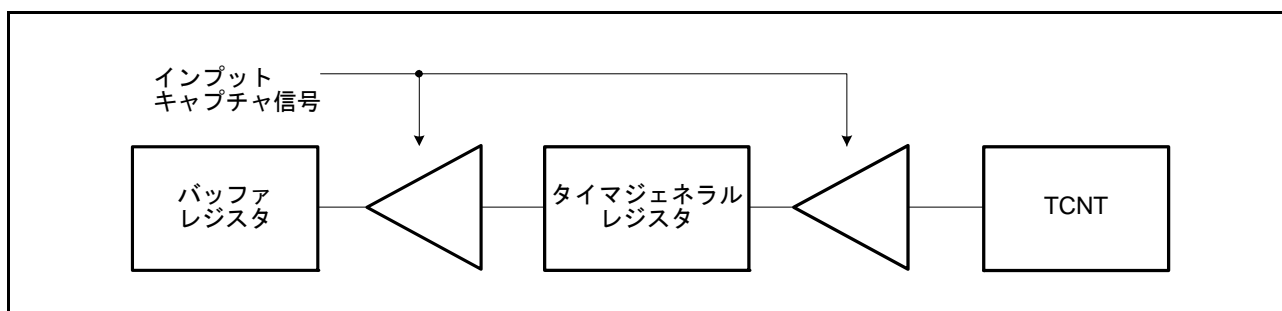 インプット
キャプチャ信号
バッファ
レジスタ
タイマジェネラル
レジスタ
TCNT